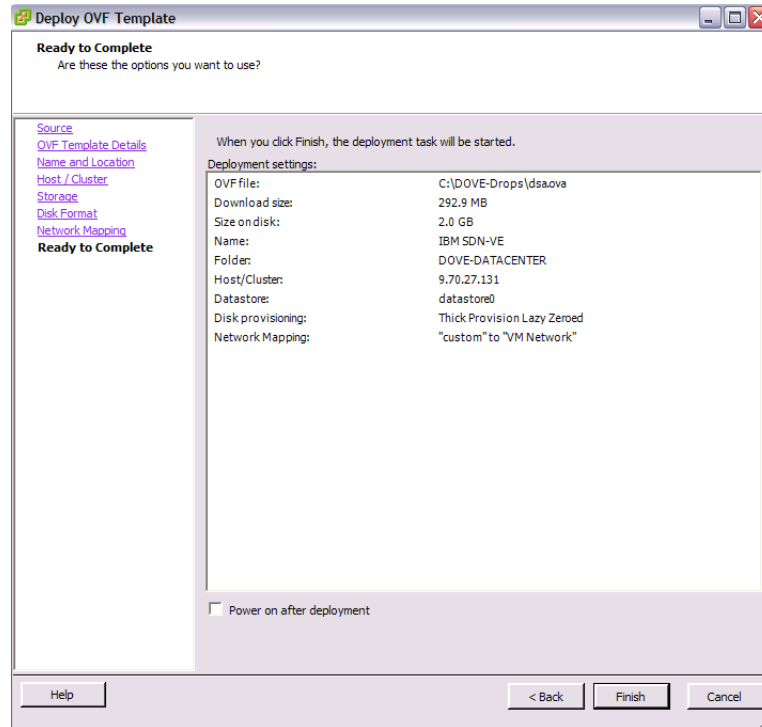 Deploy OVF Template
Ready to Complete
Are these the options you want to use?
Source
OVF Template Details
Name and Location
Host / Cluster
Storage
Disk Format
Network Mapping
Ready to Complete
When you click Finish, the deployment task will be started.
Deployment settings:
OVF file: C:\DOVE-Drops\dsa.ova
Download size: 292.9 MB
Size on disk: 2.0 GB
Name: IBM SDN-VE
Folder: DOVE-DATACENTER
Host/Cluster: 9.70.27.131
Datastore: datastore0
Disk provisioning: Thick Provision Lazy Zeroed
Network Mapping: "custom" to "VM Network"
Power on after deployment
Help < Back Finish Cancel